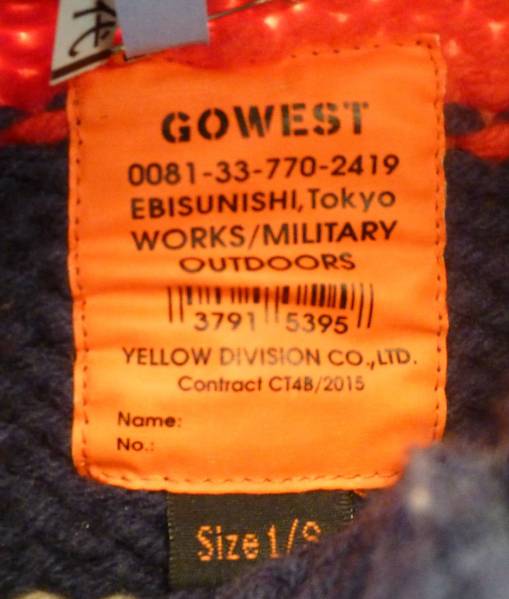 GOWEST
0081-33-770-2419
EBISUNISHI, Tokyo
WORKS/MILITARY
OUTDOORS
3791 5395
YELLOW DIVISION CO.,LTD.
Contract CT4B/2015
Name:
No.:
Size 1/S